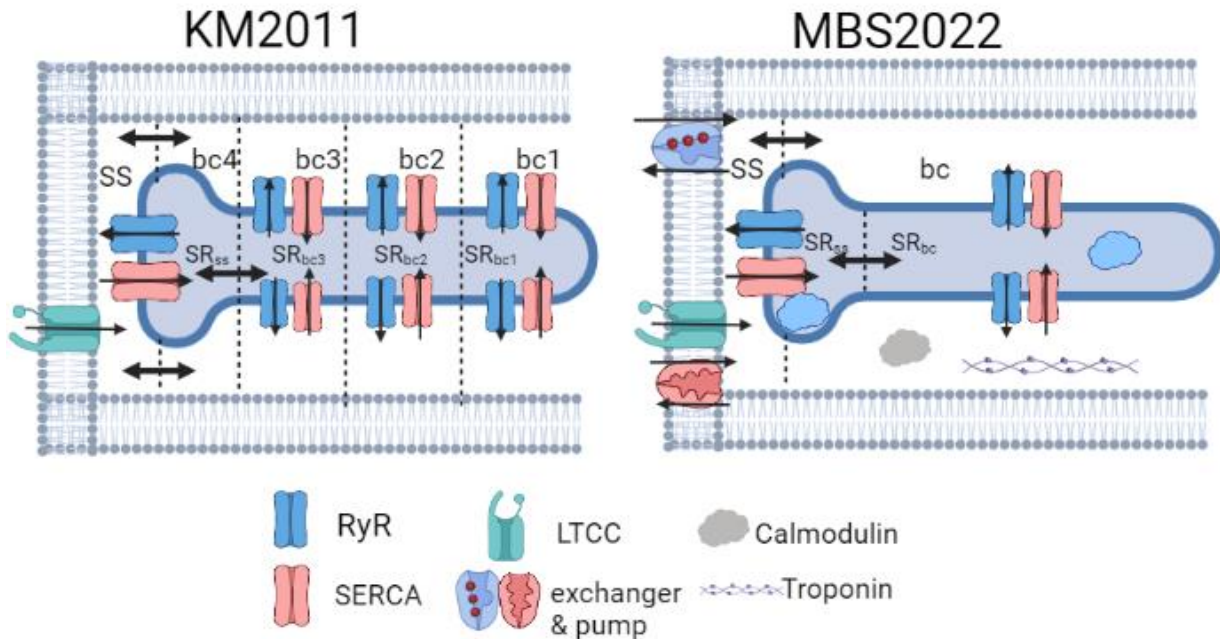 KM2011
MBS2022
SS
bc4
bc3
bc2
bc1
SRss
SRbc3
SRbc2
SRbc1
SS
bc
SRss
SRbc
RyR
LTCC
Calmodulin
SERCA
exchanger
& pump
Troponin